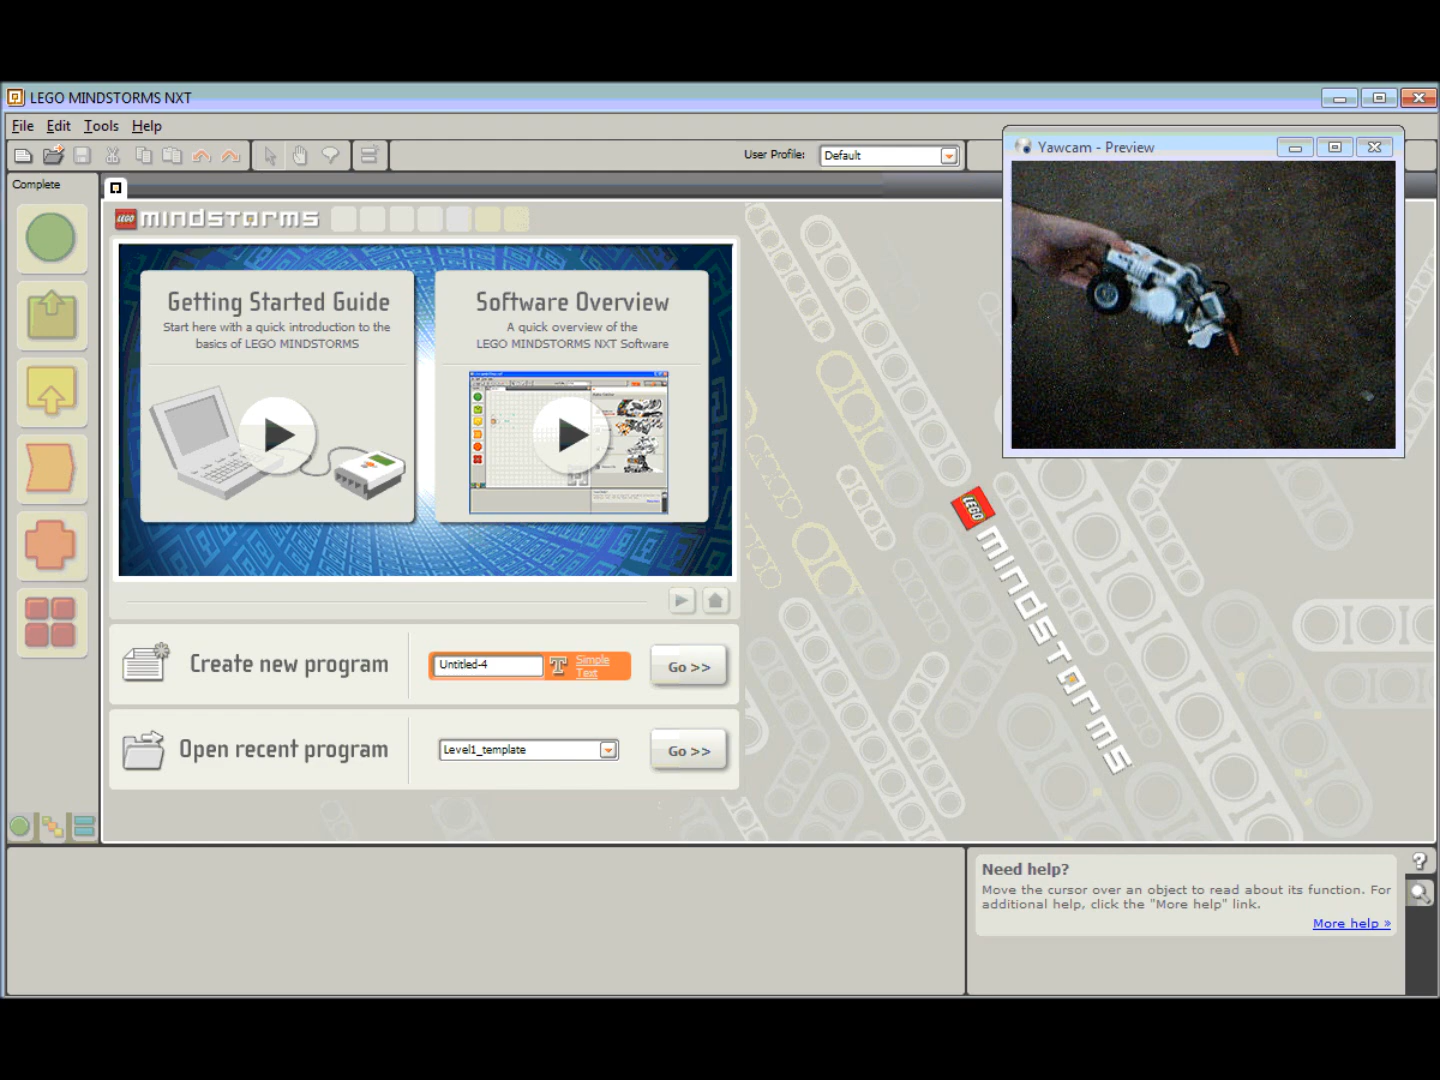 LEGO MINDSTORMS NXT
File Edit Tools Help
User Profile: Default
Yawcam - Preview
Complete
LEGO mindstorms
Getting Started Guide
Start here with a quick introduction to the
basics of LEGO MINDSTORMS
Software Overview
A quick overview of the
LEGO MINDSTORMS NXT Software
LEGO mindstorms
Create new program
Untitled-4
T
Simple
Text
Go >>
Open recent program
Level1_template
Go >>
Need help?
Move the cursor over an object to read about its function. For
additional help, click the "More help" link.
More help »
?